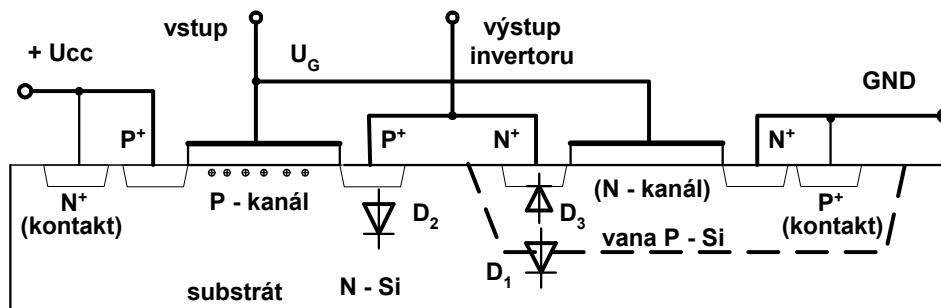 vstup
výstup
invertoru
+ Ucc
U_G
GND
P⁺
P⁺
N⁺
N⁺
N⁺
(kontakt)
P - kanál
D₂
D₃
(N - kanál)
P⁺
(kontakt)
vana P - Si
D₁
substrát
N - Si